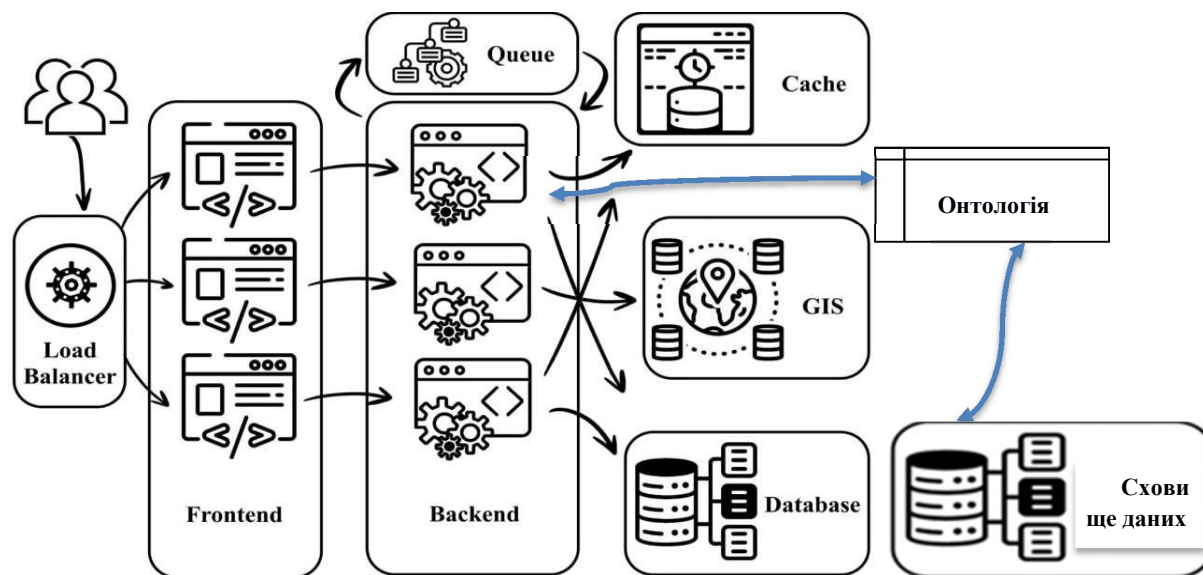 Queue
Cache
Онтологія
GIS
Load
Balancer
Frontend
Backend
Database
Схови
ще даних